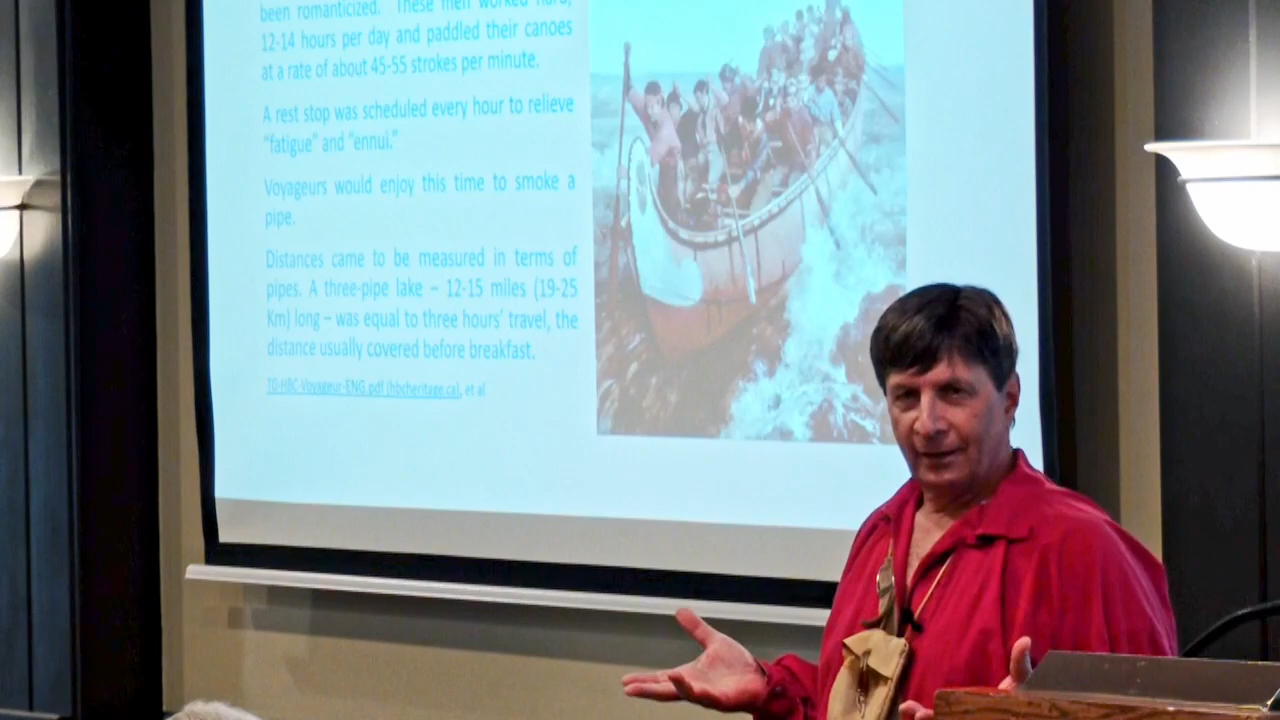 been romanticized. These men worked hard,
12-14 hours per day and paddled their canoes
at a rate of about 45-55 strokes per minute.
A rest stop was scheduled every hour to relieve
"fatigue" and "ennui."
Voyageurs would enjoy this time to smoke a
pipe.
Distances came to be measured in terms of
pipes. A three-pipe lake – 12-15 miles (19-25
Km) long – was equal to three hours' travel, the
distance usually covered before breakfast.
TG-HBC-Voyageur-ENG.pdf (hbcheritage.ca), et al